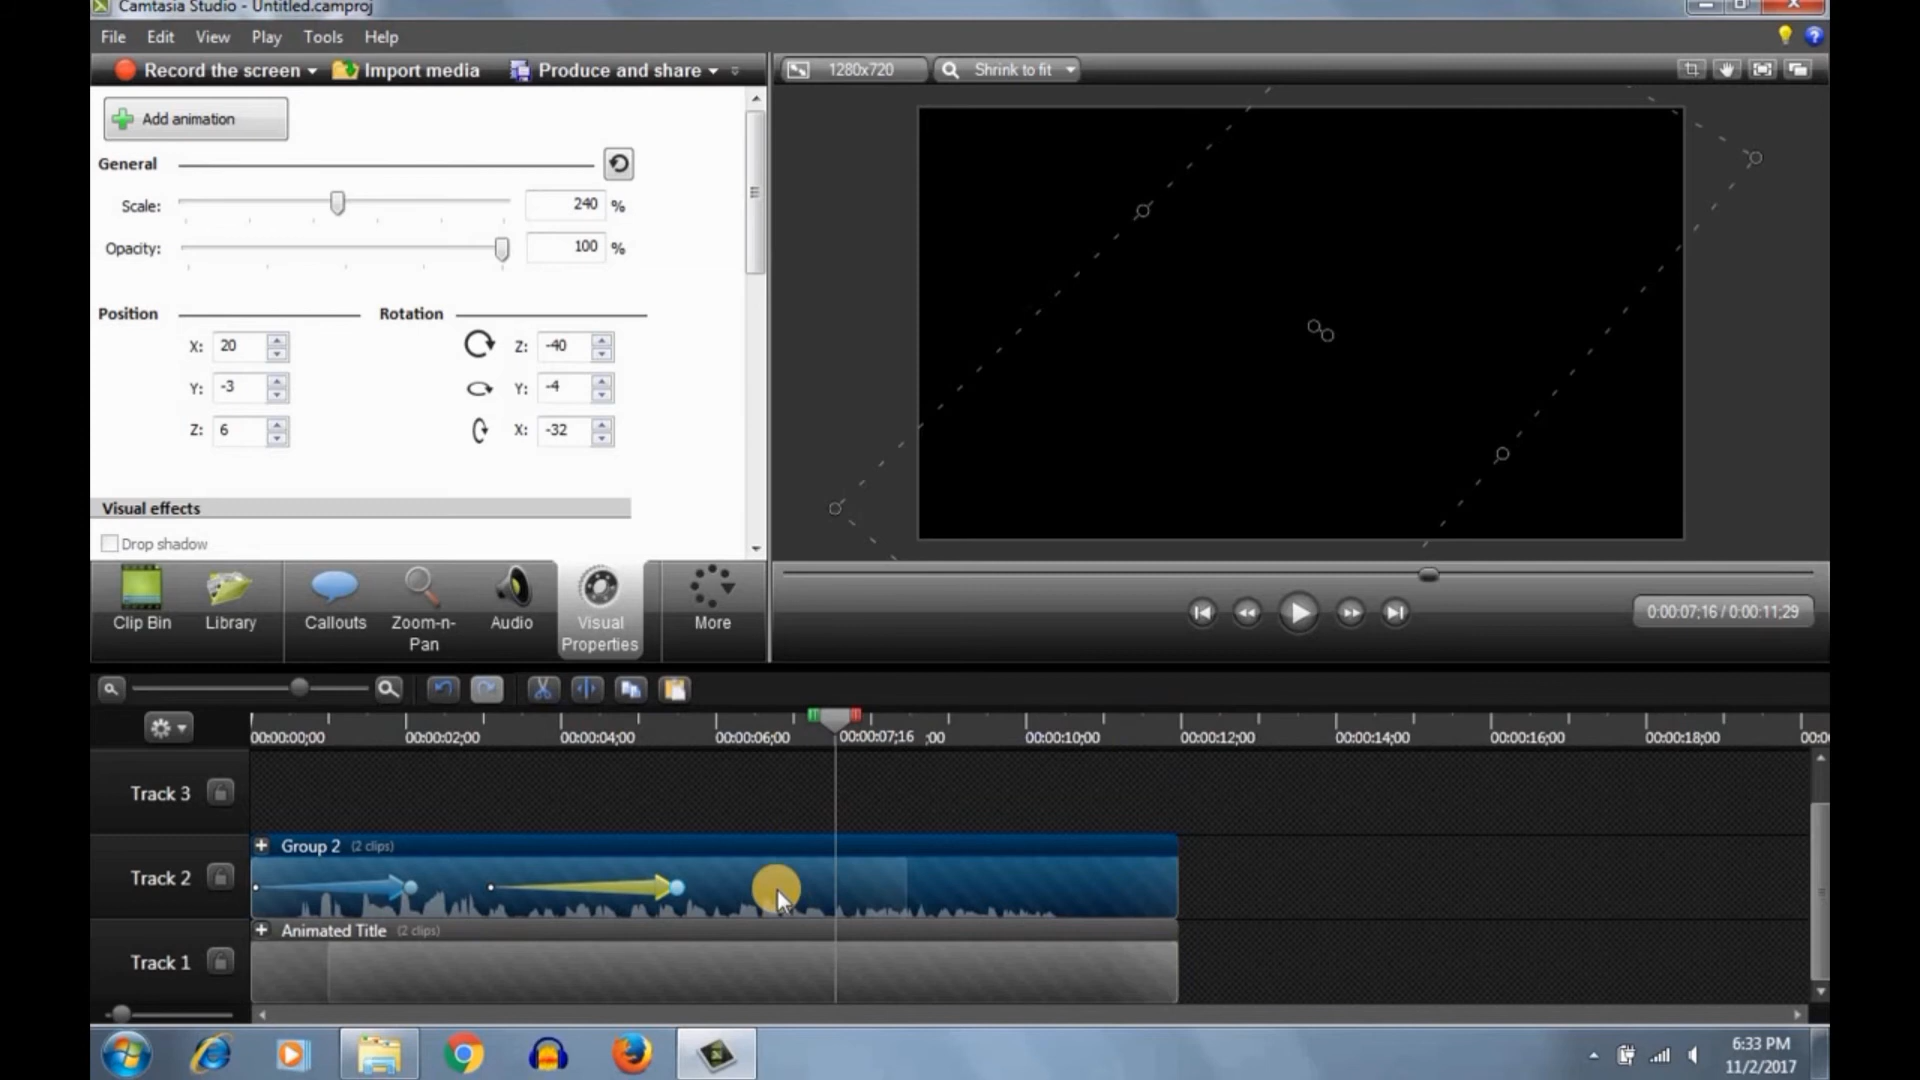 Camtasia Studio - Untitled.camproj
File Edit View Play Tools Help
Record the screen Import media Produce and share 1280x720 Shrink to fit
Add animation
General
Scale: 240 %
Opacity: 100 %
Position Rotation
X: 20 Z: -40
Y: -3 Y: -4
Z: 6 X: -32
Visual effects
Drop shadow
Clip Bin Library Callouts Zoom-n-Pan Audio Visual Properties More
0:00:07;16 / 0:00:11;29
00:00:00;00 00:00:02;00 00:00:04;00 00:00:06;00 00:00:07;16 ;00 00:00:10;00 00:00:12;00 00:00:14;00 00:00:16;00 00:00:18;00 00:0
Track 3
Group 2 (2 clips)
Track 2
Animated Title (2 clips)
Track 1
6:33 PM
11/2/2017